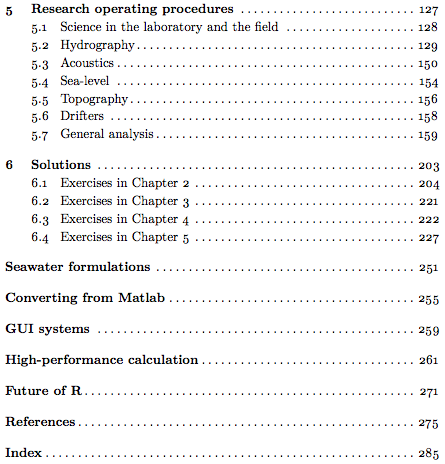 5 Research operating procedures ........................ 127
5.1 Science in the laboratory and the field ........................ 128
5.2 Hydrography ........................ 129
5.3 Acoustics ........................ 150
5.4 Sea-level ........................ 154
5.5 Topography ........................ 156
5.6 Drifters ........................ 158
5.7 General analysis ........................ 159
6 Solutions ........................ 203
6.1 Exercises in Chapter 2 ........................ 204
6.2 Exercises in Chapter 3 ........................ 221
6.3 Exercises in Chapter 4 ........................ 222
6.4 Exercises in Chapter 5 ........................ 227
Seawater formulations ........................ 251
Converting from Matlab ........................ 255
GUI systems ........................ 259
High-performance calculation ........................ 261
Future of R ........................ 271
References ........................ 275
Index ........................ 285